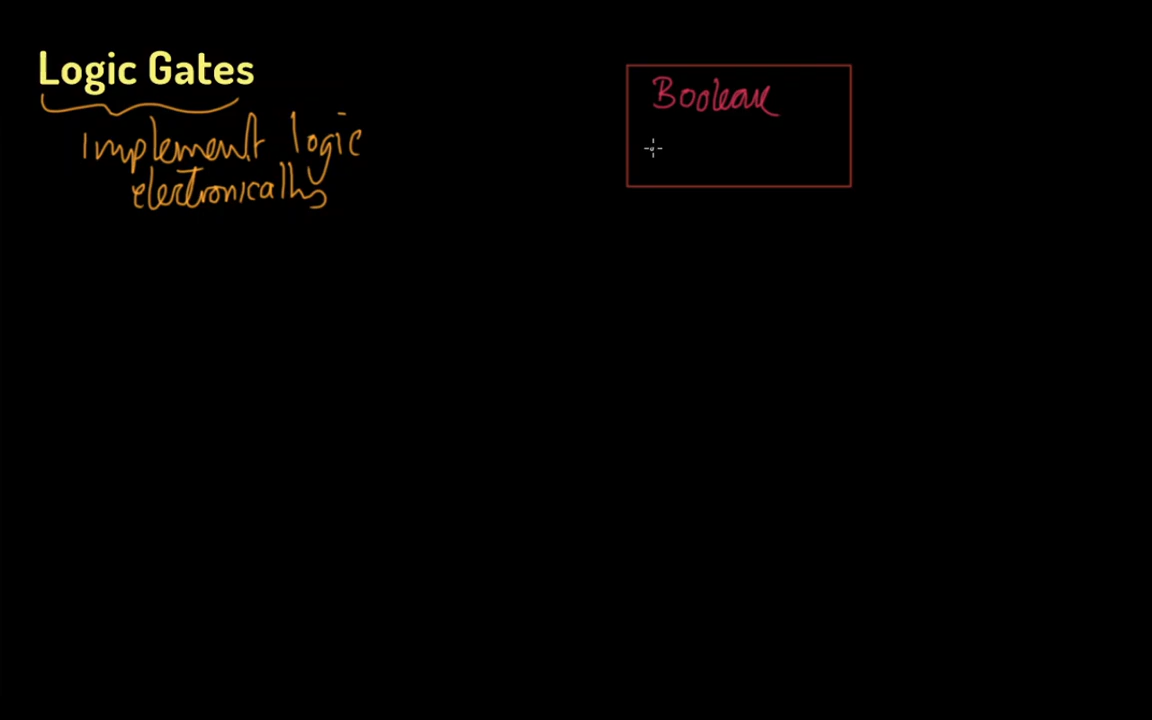 Logic Gates
Implement logic
electronically
Boolean